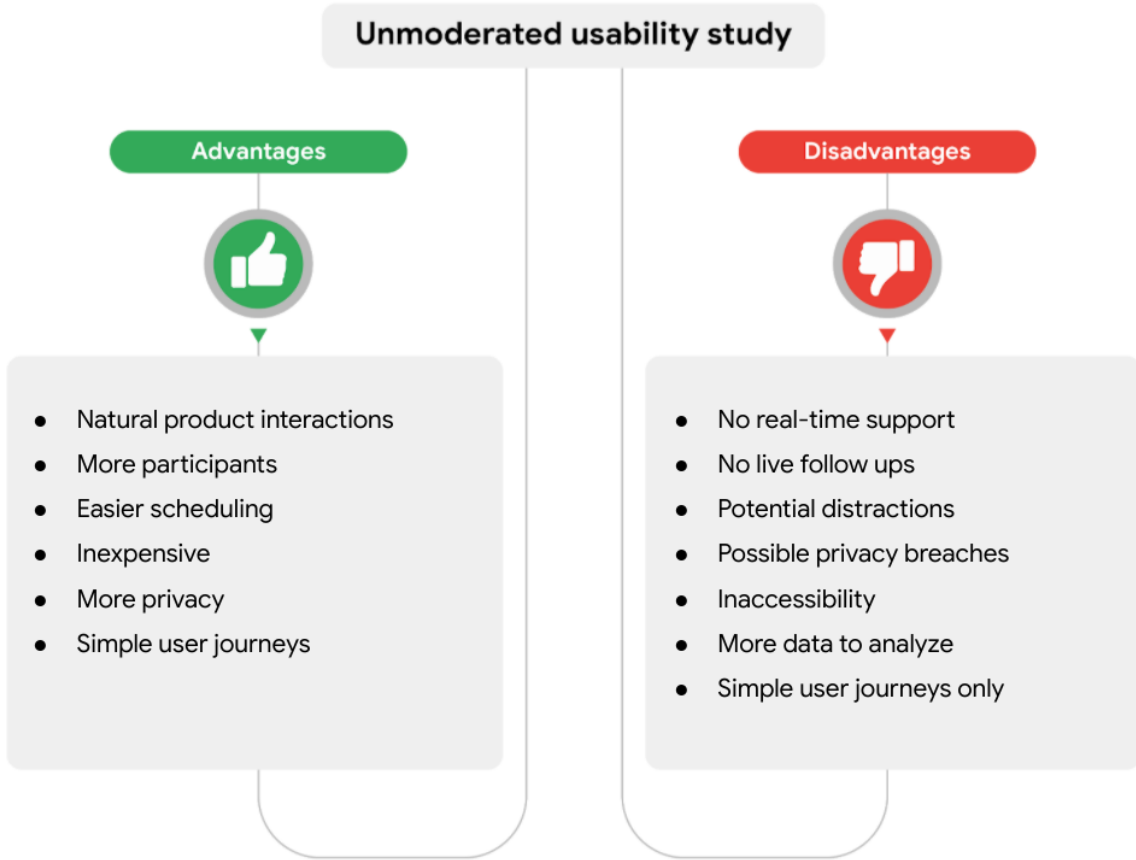 Unmoderated usability study
Advantages
● Natural product interactions
● More participants
● Easier scheduling
● Inexpensive
● More privacy
● Simple user journeys
Disadvantages
● No real-time support
● No live follow ups
● Potential distractions
● Possible privacy breaches
● Inaccessibility
● More data to analyze
● Simple user journeys only